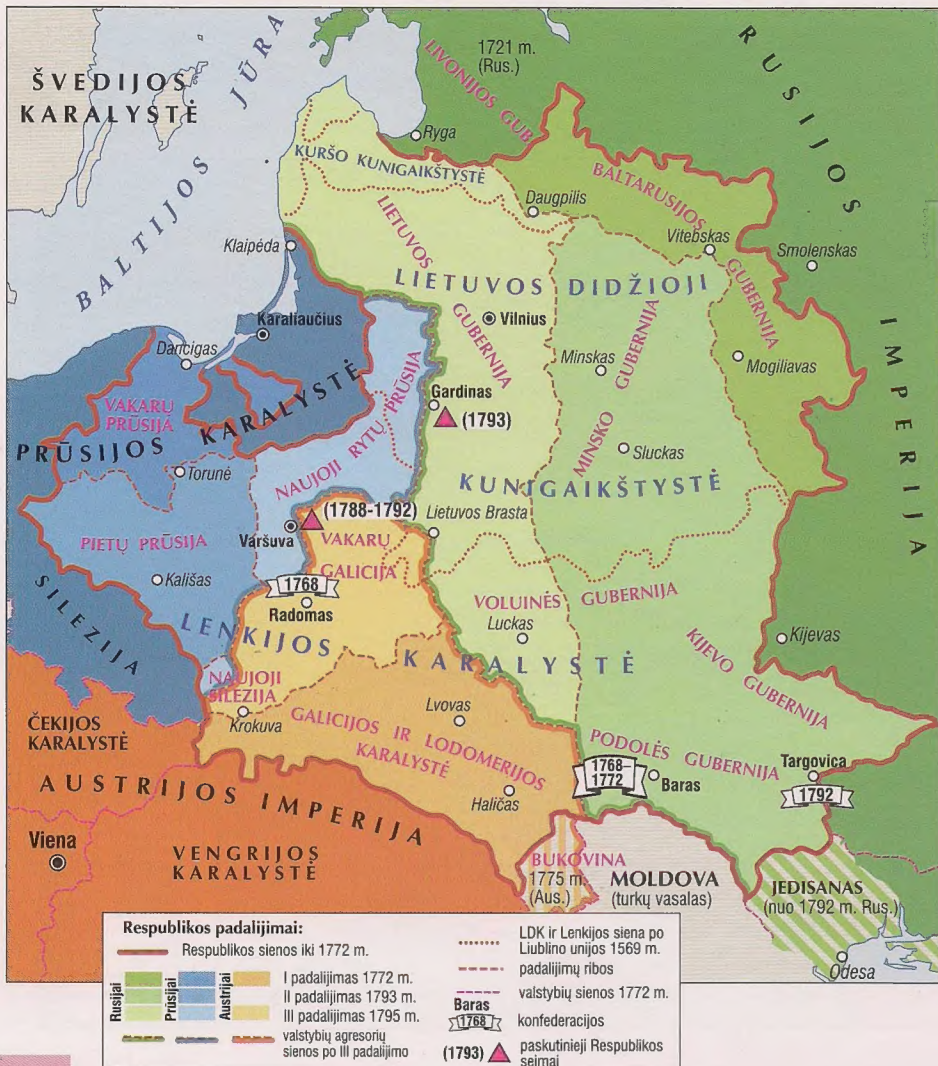 ŠVEDIJOS
KARALYSTĖ
BALTIJOS JŪRA
1721 m.
(Rus.)
LIVONIJOS GUB.
RUSIJOS
IMPERIJA
Ryga
KURŠO KUNIGAIKŠTYSTĖ
Daugpilis
BALTARUSIJOS
GUBERNIJA
Vitebskas
Smolenskas
Klaipėda
LIETUVOS
GUBERNIJA
LIETUVOS DIDŽIOJI
KUNIGAIKŠTYSTĖ
Vilnius
Karaliaučius
Dancigas
Minskas
MINSKO GUBERNIJA
Mogiliavas
Gardinas
(1793)
VAKARŲ
PRŪSIJA
PRŪSIJOS KARALYSTĖ
NAUJOJI RYTŲ PRŪSIJA
Torunė
Sluckas
(1788-1792)
Lietuvos Brasta
Varšuva
PIETŲ PRŪSIJA
VAKARŲ
GALICIJA
Kališas
1768
Radomas
VOLUINĖS GUBERNIJA
Luckas
SILEZIJA
LENKIJOS KARALYSTĖ
Kijevas
KIJEVO GUBERNIJA
NAUJOJI
SILEZIJA
Krokuva
Lvovas
GALICIJOS IR LODOMERIJOS
KARALYSTĖ
ČEKIJOS
KARALYSTĖ
PODOLĖS GUBERNIJA
Targovica
1792
1768–
1772
Baras
Haličas
AUSTRIJOS IMPERIJA
Viena
VENGRIJOS
KARALYSTĖ
BUKOVINA
1775 m.
(Aus.)
MOLDOVA
(turkų vasalas)
JEDISANAS
(nuo 1792 m. Rus.)
Odesa
Respublikos padalijimai:
Respublikos sienos iki 1772 m.
Rusijai
Prūsijai
Austrijai
I padalijimas 1772 m.
II padalijimas 1793 m.
III padalijimas 1795 m.
valstybių agresorių
sienos po III padalijimo
LDK ir Lenkijos siena po
Liublino unijos 1569 m.
padalijimų ribos
valstybių sienos 1772 m.
Baras
1768
konfederacijos
(1793)
paskutinieji Respublikos
seimai